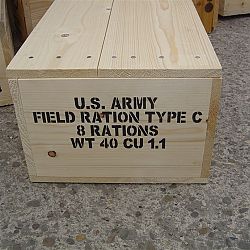 U.S. ARMY
FIELD RATION TYPE C
8 RATIONS
WT 40 CU 1.1